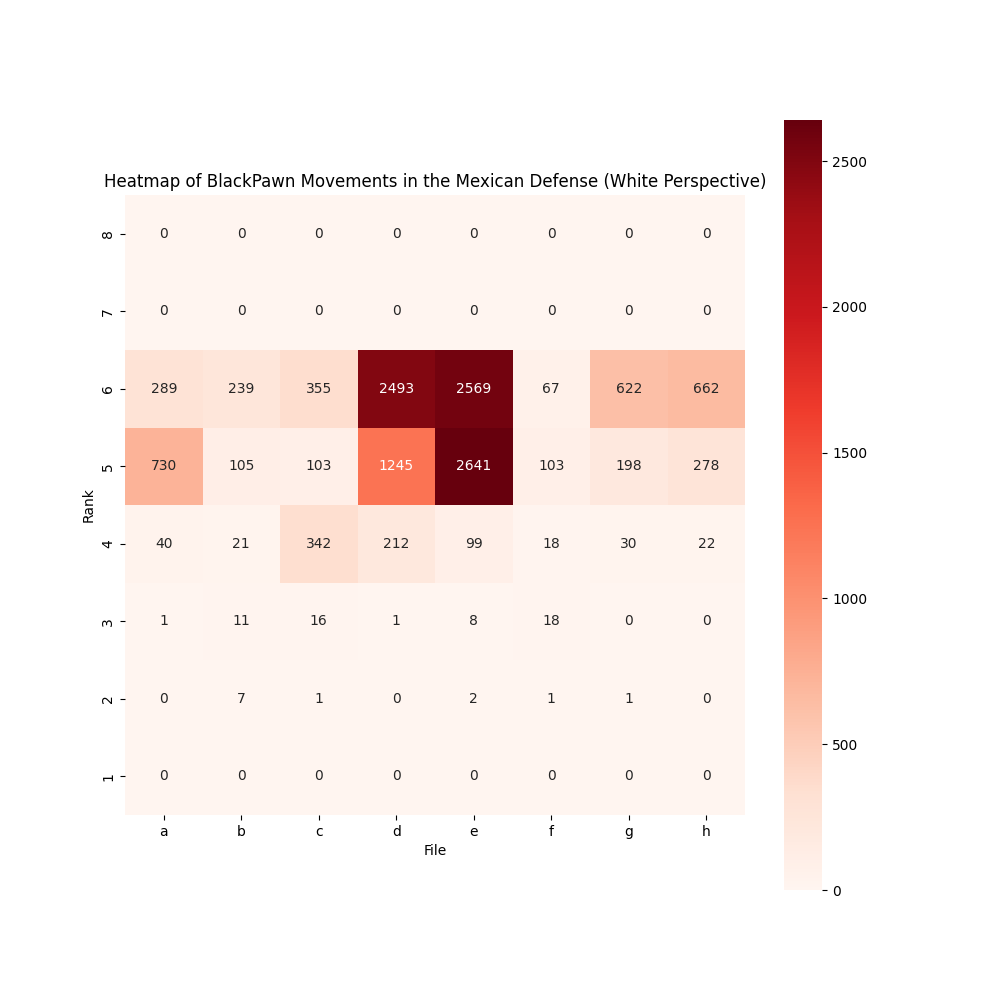 Heatmap of BlackPawn Movements in the Mexican Defense (White Perspective)
8 0 0 0 0 0 0 0 0
7 0 0 0 0 0 0 0 0
6 289 239 355 2493 2569 67 622 662
5 730 105 103 1245 2641 103 198 278
4 40 21 342 212 99 18 30 22
3 1 11 16 1 8 18 0 0
2 0 7 1 0 2 1 1 0
1 0 0 0 0 0 0 0 0
a b c d e f g h
File
Rank
2500
2000
1500
1000
500
0